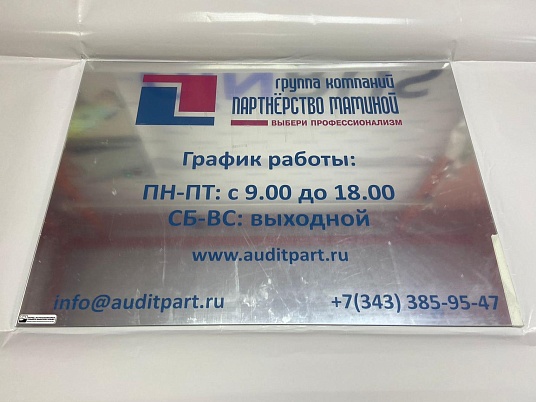 группа компаний
ПАРТНЁРСТВО МАМИНОЙ
ВЫБЕРИ ПРОФЕССИОНАЛИЗМ
График работы:
ПН-ПТ: с 9.00 до 18.00
СБ-ВС: выходной
www.auditpart.ru
info@auditpart.ru
+7(343) 385-95-47